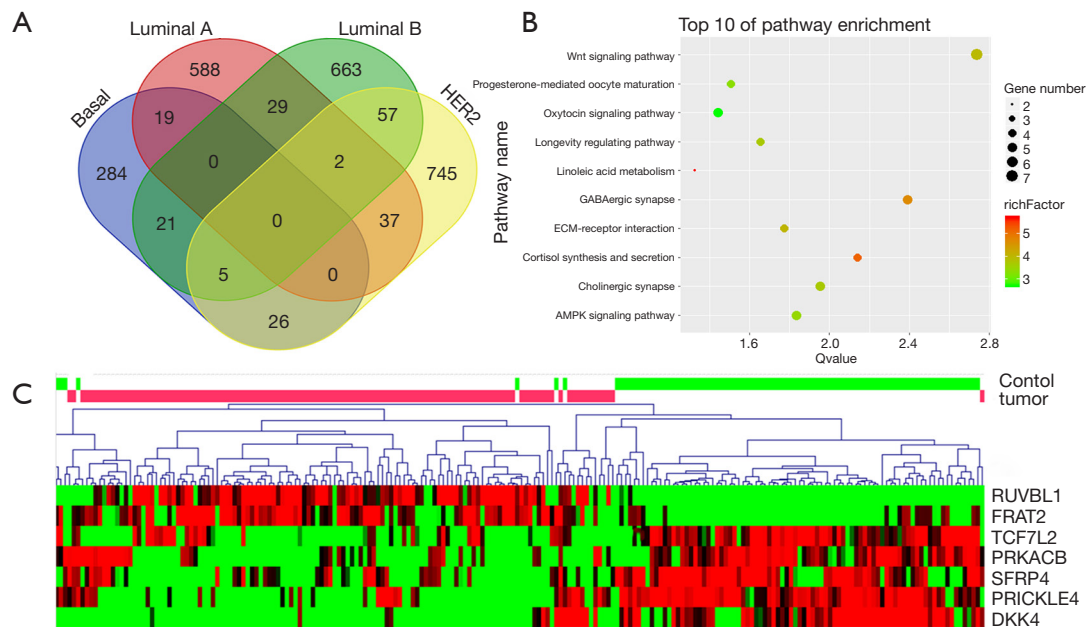 A
Luminal A
Luminal B
Basal
HER2
588
663
19
29
57
284
0
2
745
21
0
37
5
0
26
B
Top 10 of pathway enrichment
Pathway name
Wnt signaling pathway
Progesterone-mediated oocyte maturation
Oxytocin signaling pathway
Longevity regulating pathway
Linoleic acid metabolism
GABAergic synapse
ECM-receptor interaction
Cortisol synthesis and secretion
Cholinergic synapse
AMPK signaling pathway
1.6
2.0
2.4
2.8
Qvalue
Gene number
2
3
4
5
6
7
richFactor
5
4
3
C
Contol
tumor
RUVBL1
FRAT2
TCF7L2
PRKACB
SFRP4
PRICKLE4
DKK4